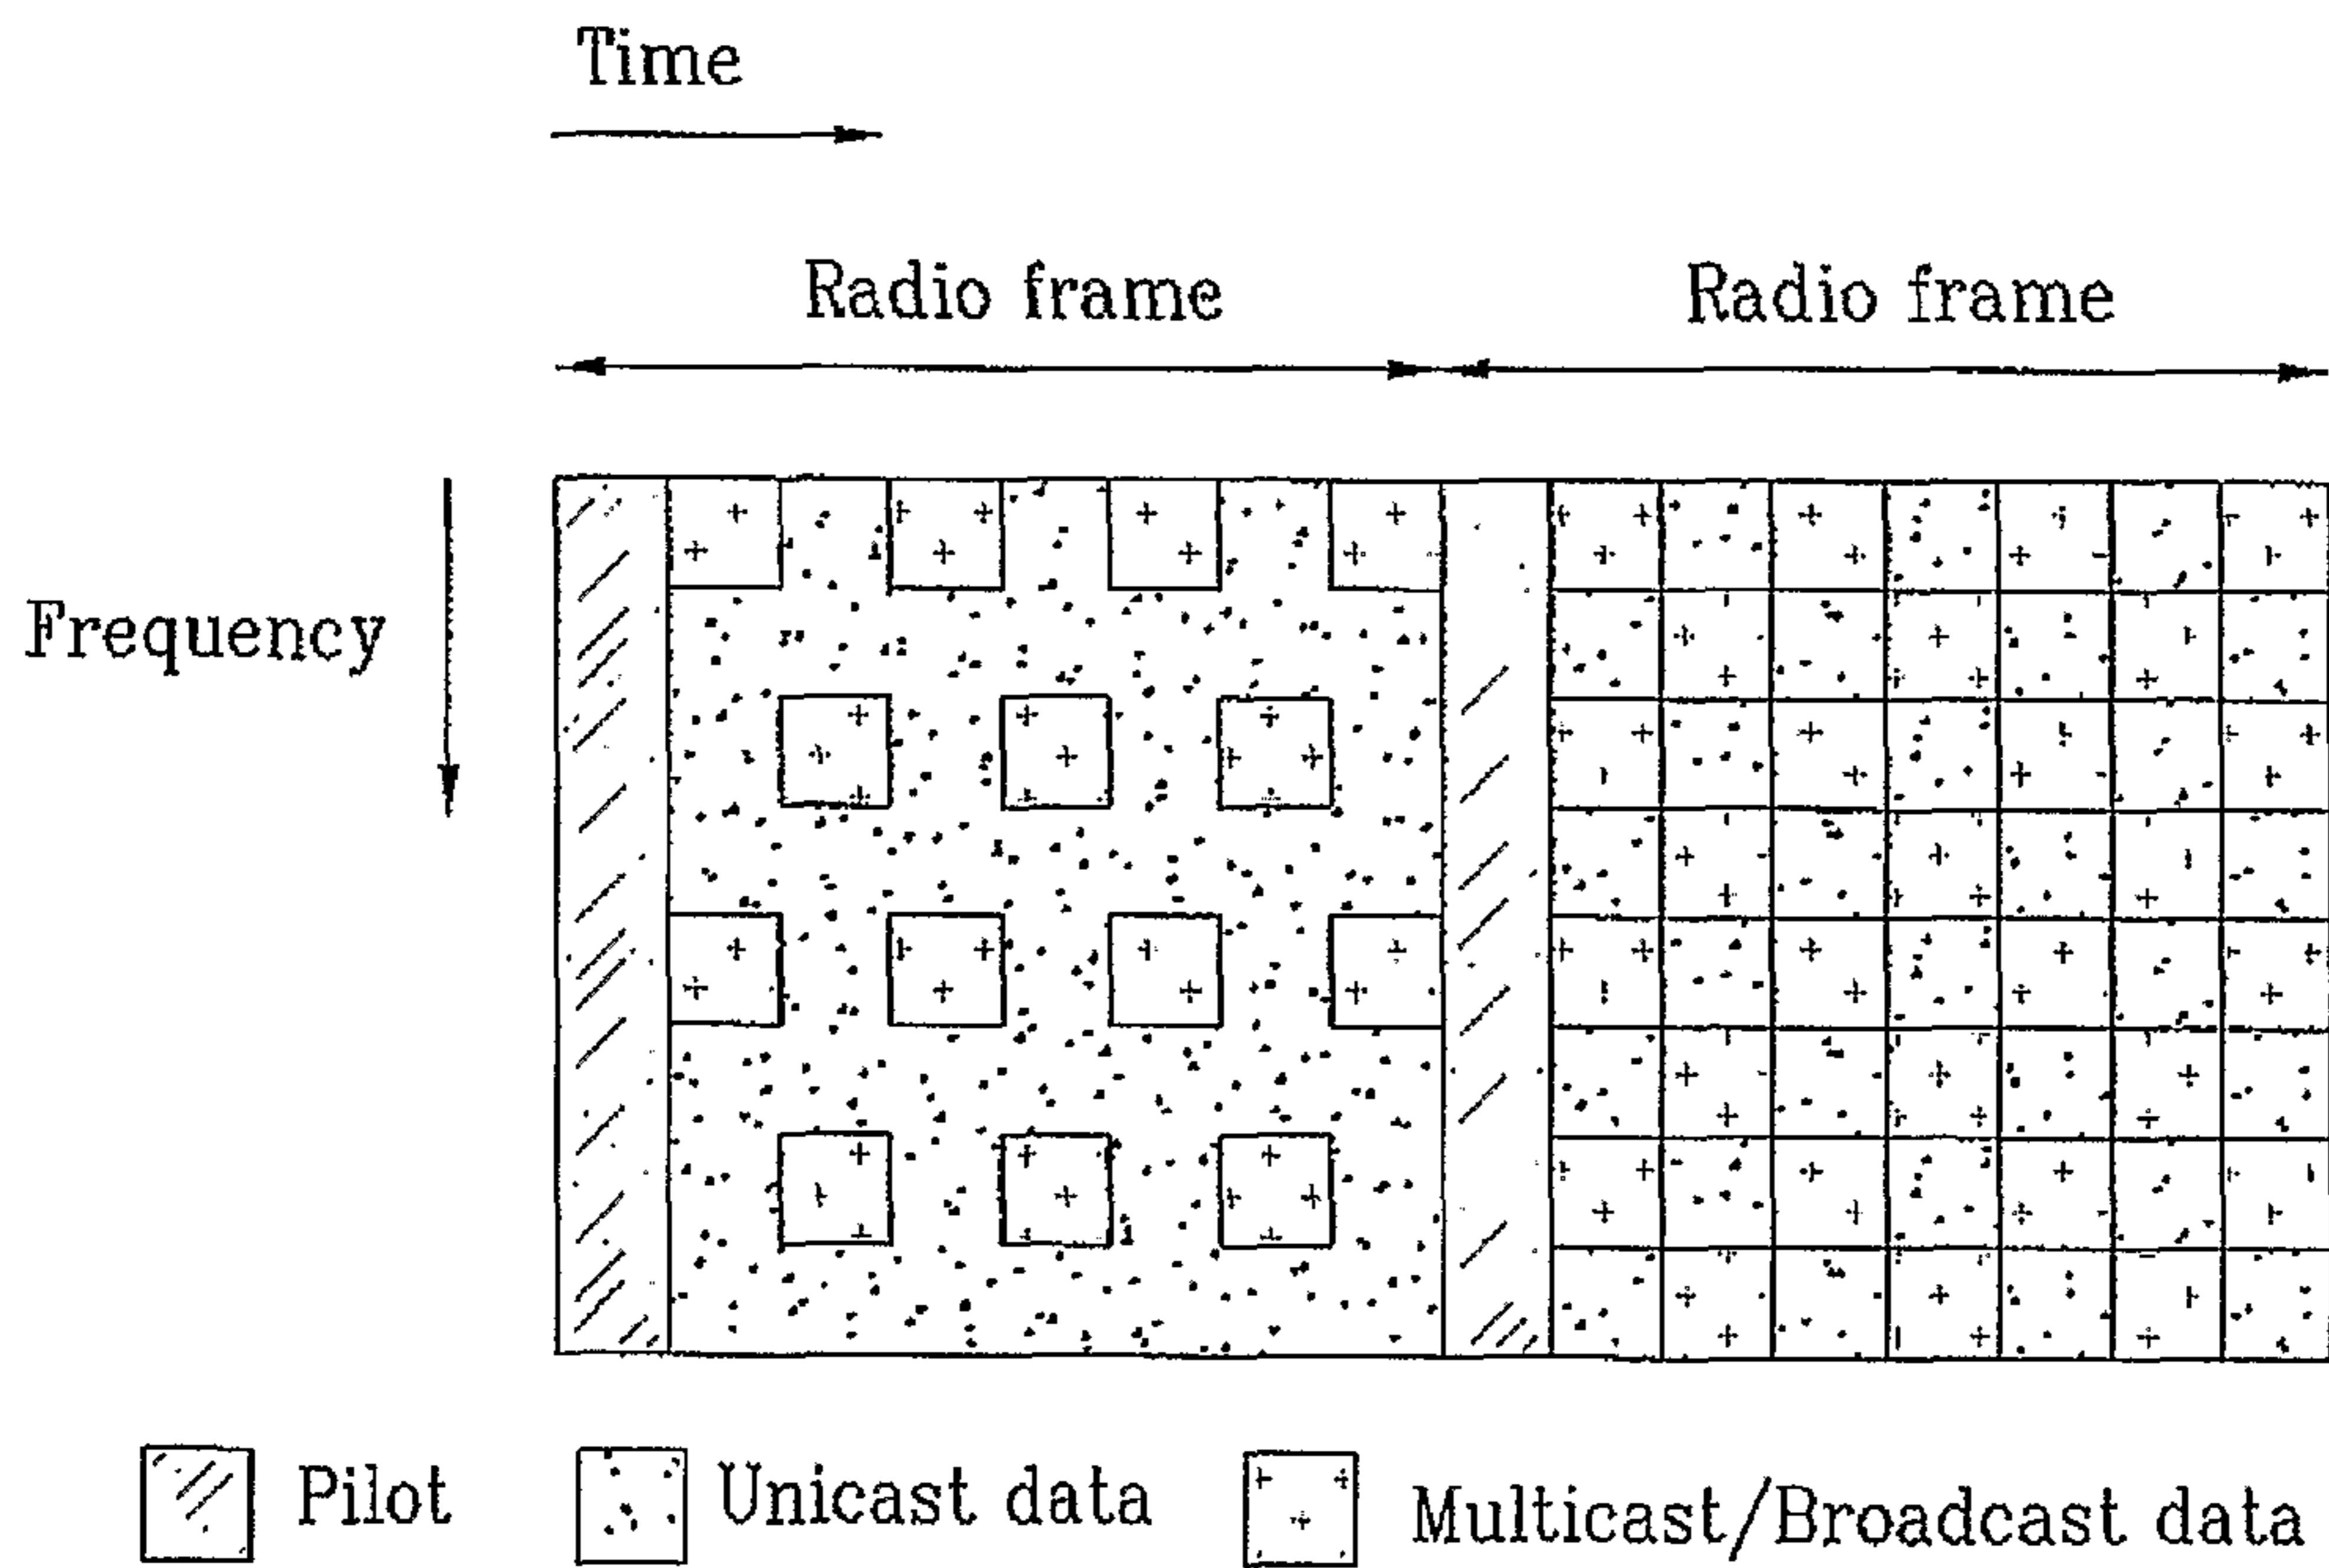 Time
Radio frame
Radio frame
Frequency
Pilot
Unicast data
Multicast/Broadcast data